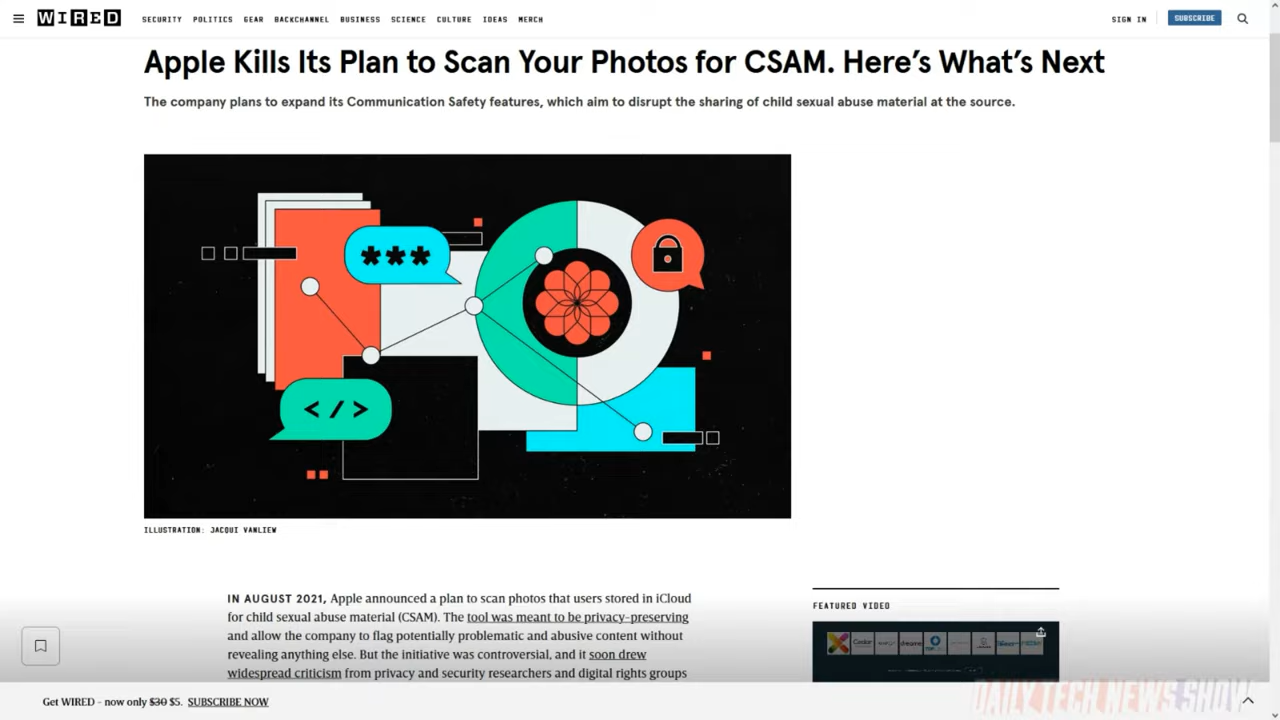 WIRED
SECURITY POLITICS GEAR BACKCHANNEL BUSINESS SCIENCE CULTURE IDEAS MERCH
SIGN IN
SUBSCRIBE
Apple Kills Its Plan to Scan Your Photos for CSAM. Here’s What’s Next
The company plans to expand its Communication Safety features, which aim to disrupt the sharing of child sexual abuse material at the source.
***
</>
ILLUSTRATION: JACQUI VANLIEW
IN AUGUST 2021, Apple announced a plan to scan photos that users stored in iCloud
for child sexual abuse material (CSAM). The tool was meant to be privacy-preserving
and allow the company to flag potentially problematic and abusive content without
revealing anything else. But the initiative was controversial, and it soon drew
widespread criticism from privacy and security researchers and digital rights groups
FEATURED VIDEO
Get WIRED - now only $30 $5. SUBSCRIBE NOW
DAILY TECH NEWS SHOW